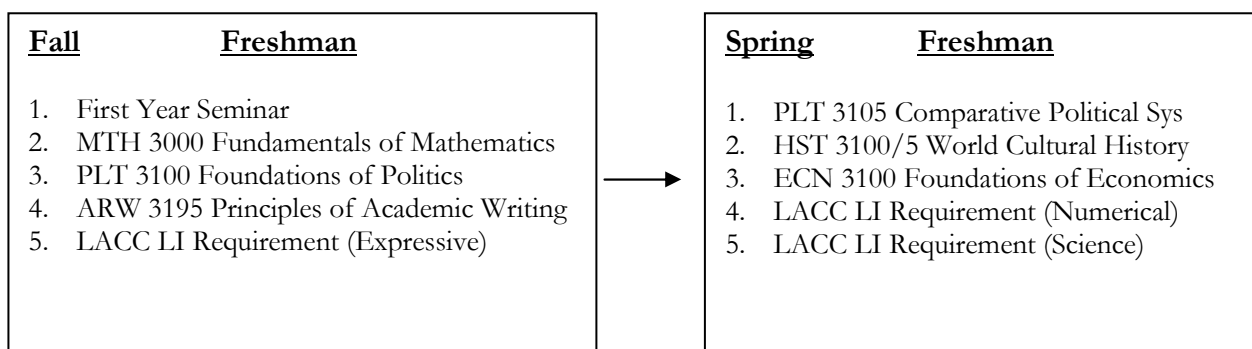 Fall Freshman
1. First Year Seminar
2. MTH 3000 Fundamentals of Mathematics
3. PLT 3100 Foundations of Politics
4. ARW 3195 Principles of Academic Writing
5. LACC LI Requirement (Expressive)
Spring Freshman
1. PLT 3105 Comparative Political Sys
2. HST 3100/5 World Cultural History
3. ECN 3100 Foundations of Economics
4. LACC LI Requirement (Numerical)
5. LACC LI Requirement (Science)